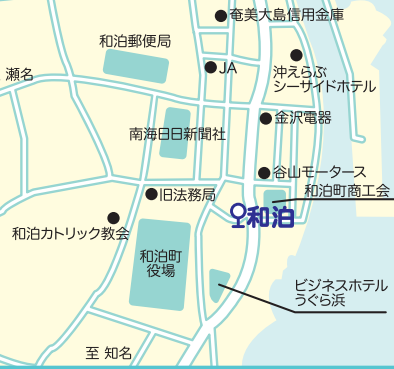 奄美大島信用金庫
和泊郵便局
JA
瀬名
沖えらぶ
シーサイドホテル
金沢電器
南海日日新聞社
谷山モータース
和泊町商工会
旧法務局
和泊
和泊カトリック教会
和泊町
役場
ビジネスホテル
うぐら浜
至 知名